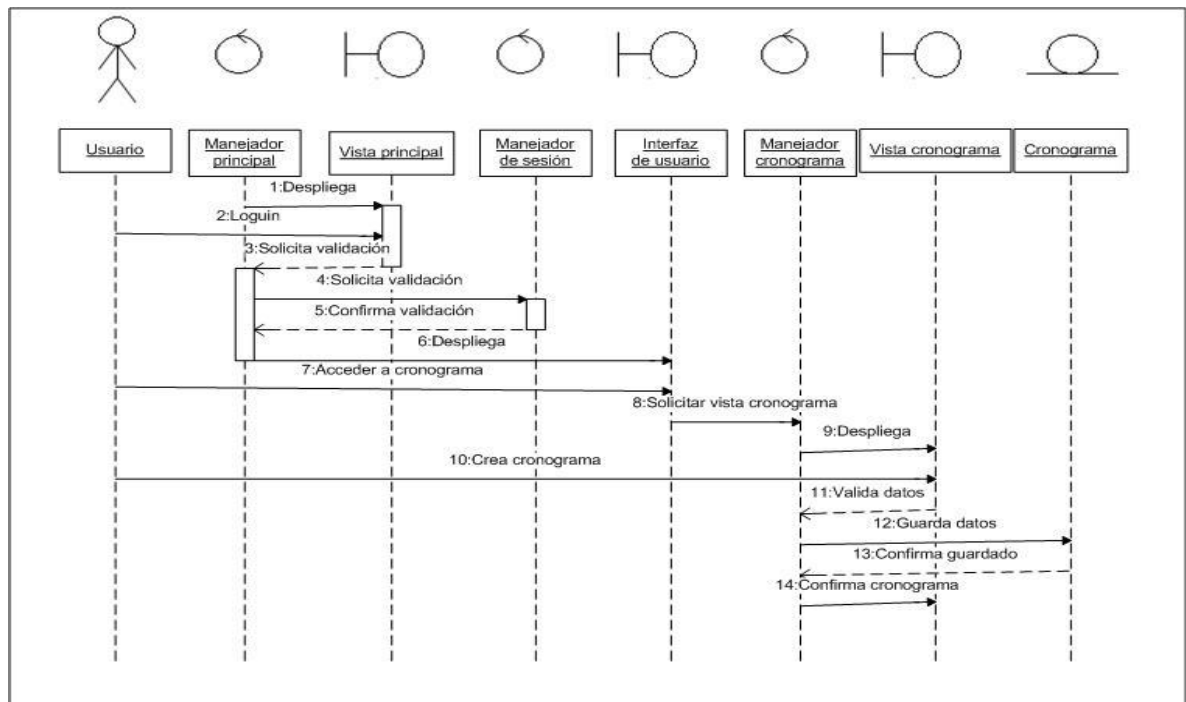 Usuario
Manejador
principal
Vista principal
Manejador
de sesión
Interfaz
de usuario
Manejador
cronograma
Vista cronograma
Cronograma
1:Despliega
2:Loguin
3:Solicita validación
4:Solicita validación
5:Confirma validación
6:Despliega
7:Acceder a cronograma
8:Solicitar vista cronograma
9:Despliega
10:Crea cronograma
11:Valida datos
12:Guarda datos
13:Confirma guardado
14:Confirma cronograma